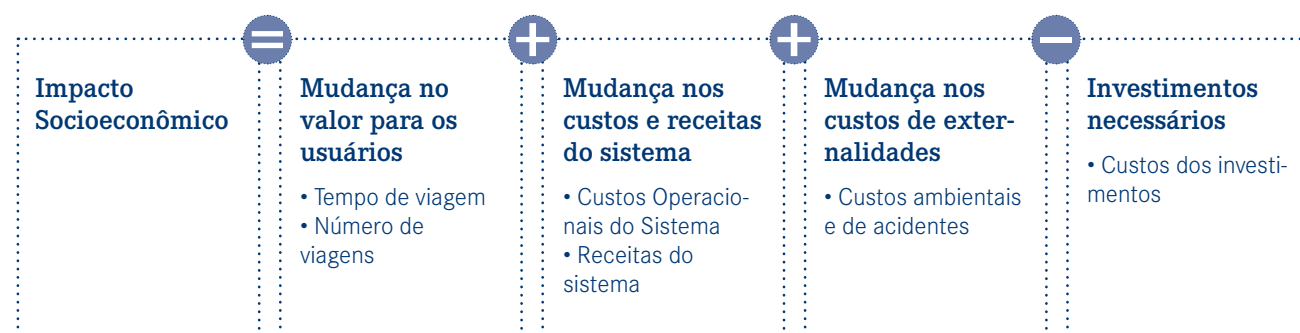 =
+
+
−
Impacto
Socioeconômico
Mudança no
valor para os
usuários
• Tempo de viagem
• Número de
viagens
Mudança nos
custos e receitas
do sistema
• Custos Operacio-
nais do Sistema
• Receitas do
sistema
Mudança nos
custos de exter-
nalidades
• Custos ambientais
e de acidentes
Investimentos
necessários
• Custos dos investi-
mentos